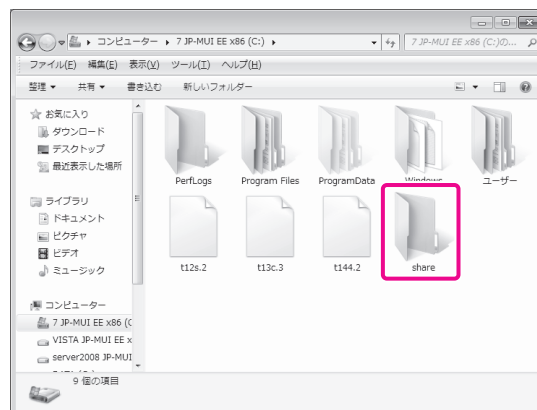 コンピューター ▸ 7 JP-MUI EE x86 (C:) ▸
7 JP-MUI EE x86 (C:)の...
ファイル(F) 編集(E) 表示(V) ツール(T) ヘルプ(H)
整理 ▼ 共有 ▼ 書き込む 新しいフォルダー
お気に入り
ダウンロード
デスクトップ
最近表示した場所
ライブラリ
ドキュメント
ピクチャ
ビデオ
ミュージック
コンピューター
7 JP-MUI EE x86 (C
VISTA JP-MUI EE x
server2008 JP-MUI
PerfLogs
Program Files
ProgramData
Windows
ユーザー
t12s.2
t13c.3
t144.2
share
9 個の項目